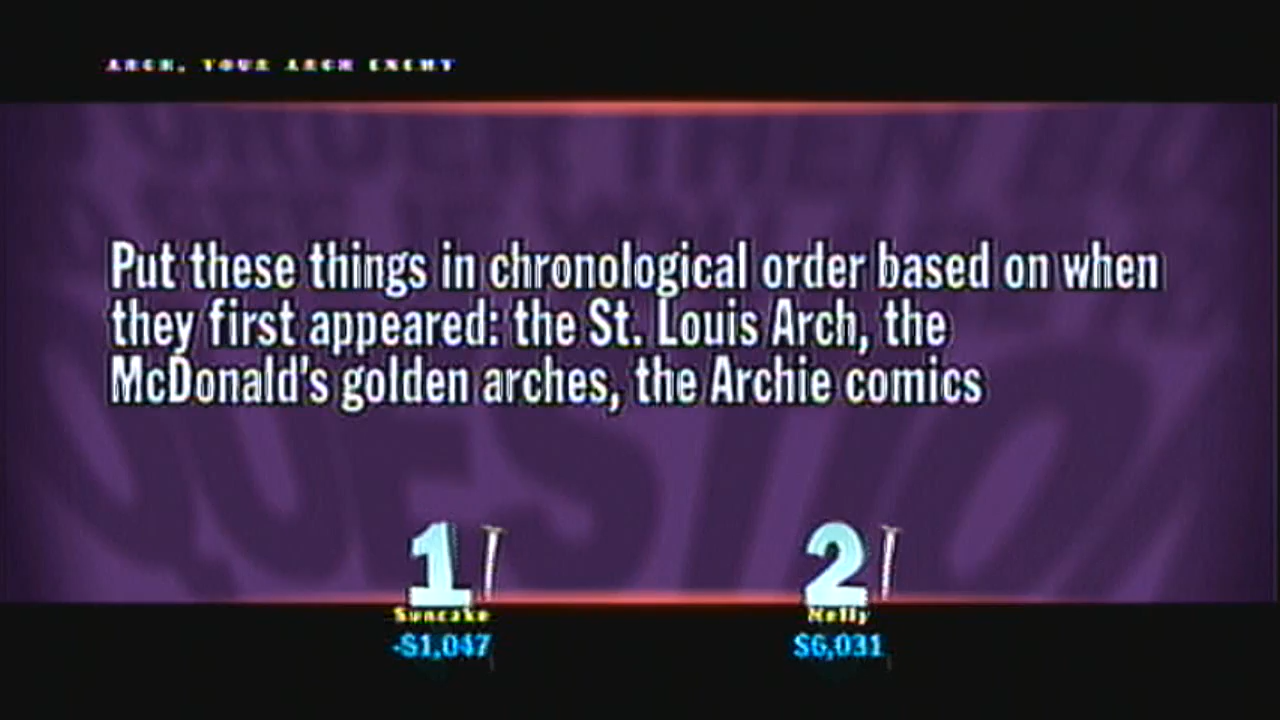 ARCH, YOUR ARCH ENEMY
Put these things in chronological order based on when
they first appeared: the St. Louis Arch, the
McDonald's golden arches, the Archie comics
1 2
Suncake Nelly
-$1,047 $6,031